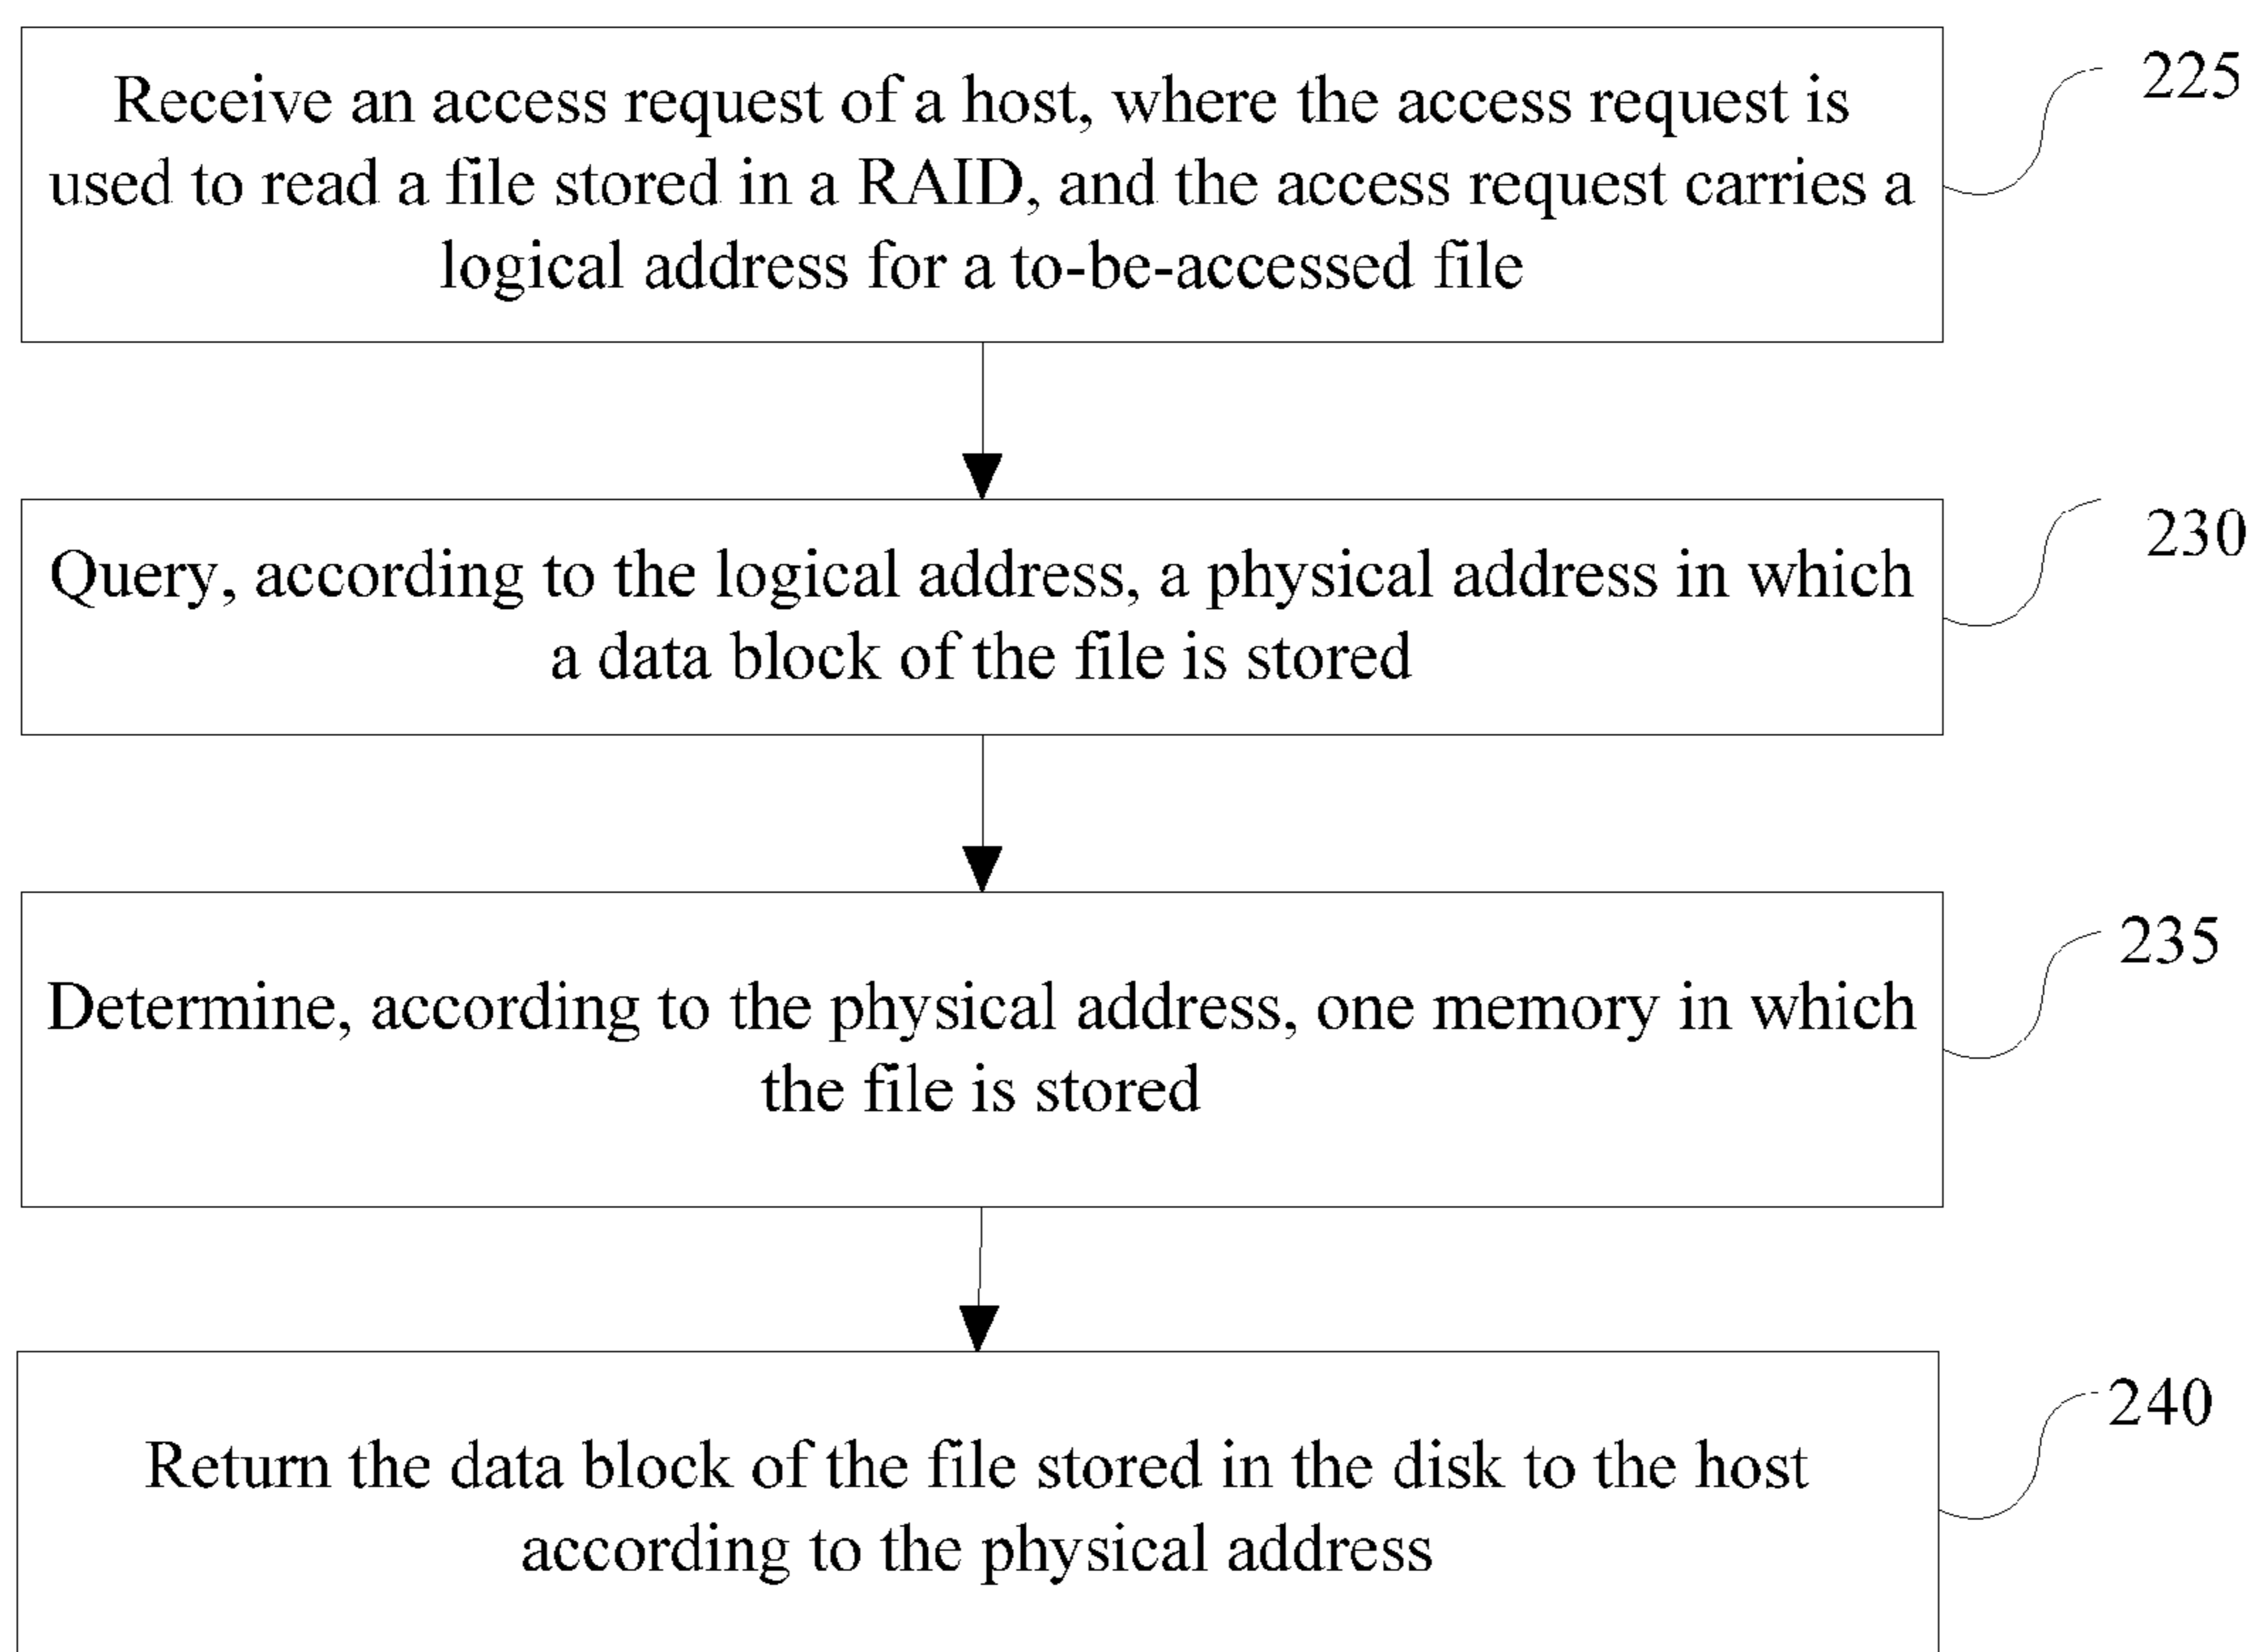 Receive an access request of a host, where the access request is
used to read a file stored in a RAID, and the access request carries a
logical address for a to-be-accessed file
225
Query, according to the logical address, a physical address in which
a data block of the file is stored
230
Determine, according to the physical address, one memory in which
the file is stored
235
Return the data block of the file stored in the disk to the host
according to the physical address
240